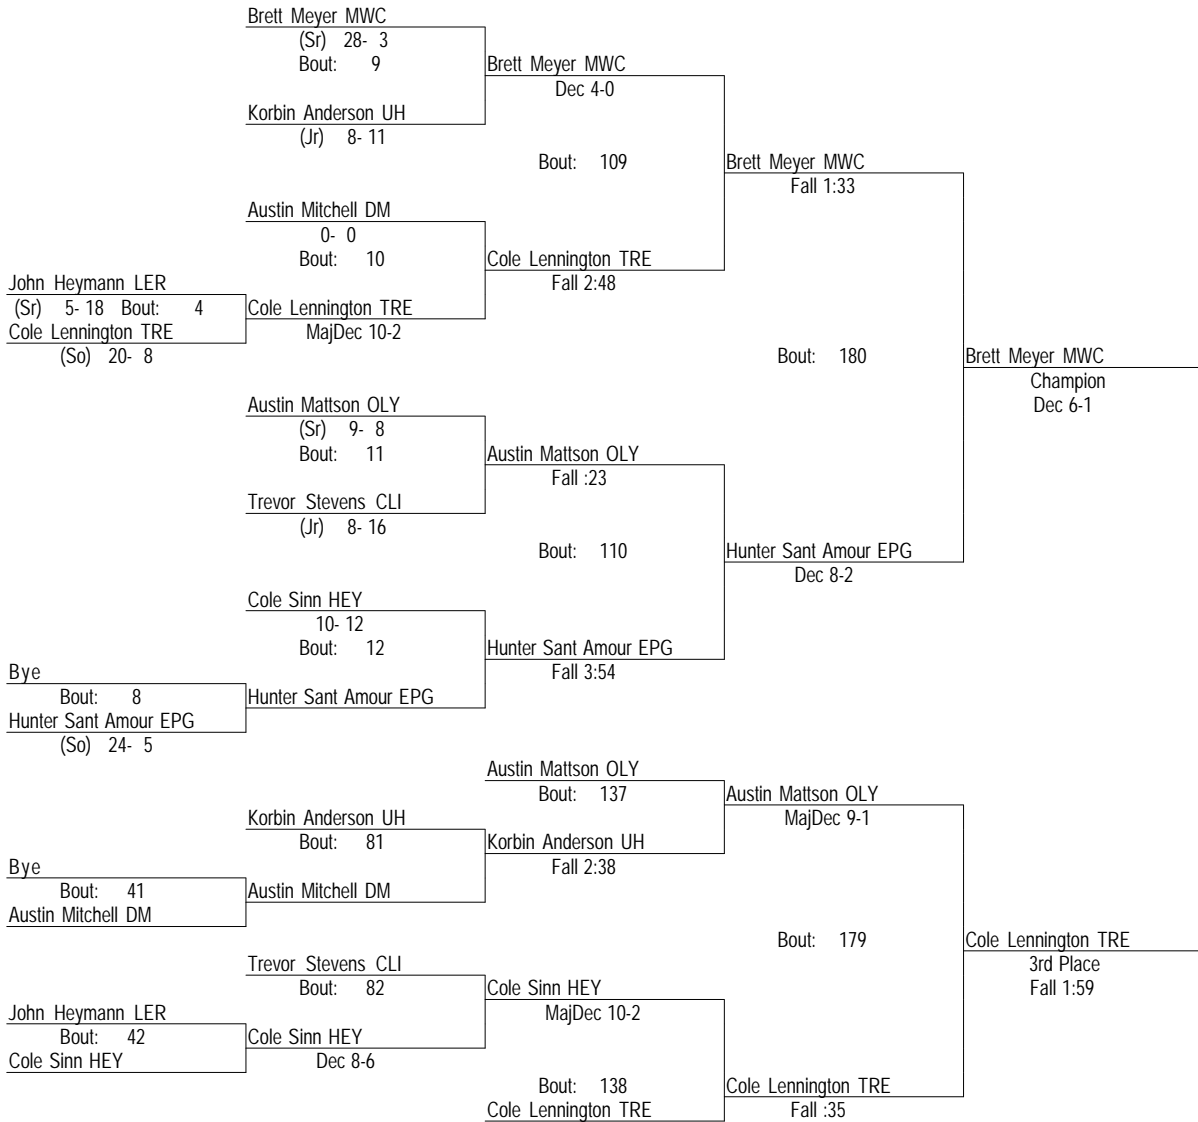 Brett Meyer MWC
(Sr) 28- 3
Bout: 9
Brett Meyer MWC
Dec 4-0
Korbin Anderson UH
(Jr) 8- 11
Bout: 109
Brett Meyer MWC
Fall 1:33
Austin Mitchell DM
0- 0
Bout: 10
Cole Lennington TRE
Fall 2:48
John Heymann LER
(Sr) 5- 18 Bout: 4
Cole Lennington TRE
MajDec 10-2
Cole Lennington TRE
(So) 20- 8
Bout: 180
Brett Meyer MWC
Champion
Dec 6-1
Austin Mattson OLY
(Sr) 9- 8
Bout: 11
Austin Mattson OLY
Fall :23
Trevor Stevens CLI
(Jr) 8- 16
Bout: 110
Hunter Sant Amour EPG
Dec 8-2
Cole Sinn HEY
10- 12
Bout: 12
Hunter Sant Amour EPG
Fall 3:54
Bye
Bout: 8
Hunter Sant Amour EPG
Hunter Sant Amour EPG
(So) 24- 5
Austin Mattson OLY
Bout: 137
Austin Mattson OLY
MajDec 9-1
Korbin Anderson UH
Bout: 81
Korbin Anderson UH
Fall 2:38
Bye
Bout: 41
Austin Mitchell DM
Austin Mitchell DM
Bout: 179
Cole Lennington TRE
3rd Place
Fall 1:59
Trevor Stevens CLI
Bout: 82
Cole Sinn HEY
MajDec 10-2
John Heymann LER
Bout: 42
Cole Sinn HEY
Dec 8-6
Cole Sinn HEY
Bout: 138
Cole Lennington TRE
Fall :35
Cole Lennington TRE